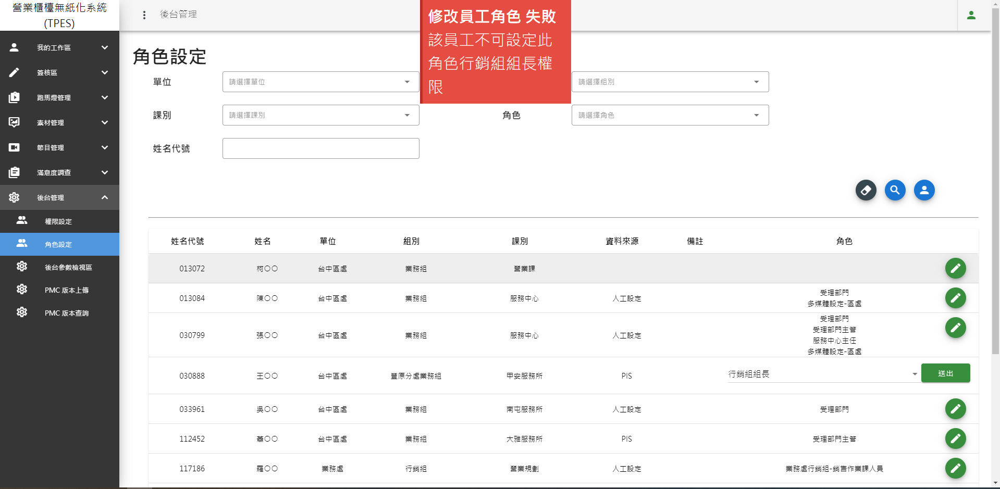 營業櫃檯無紙化系統
(TPES)
後台管理
修改員工角色 失敗
該員工不可設定此
角色行銷組組長權
限
我的工作區
簽核區
跑馬燈管理
素材管理
節目管理
滿意度調查
後台管理
權限設定
角色設定
後台參數檢視區
PMC 版本上傳
PMC 版本查詢
角色設定
單位 請選擇單位 請選擇組別
課別 請選擇課別 角色 請選擇角色
姓名代號
姓名代號 姓名 單位 組別 課別 資料來源 備註 角色
013072 柯〇〇 台中區處 業務組 營業課
013084 陳〇〇 台中區處 業務組 服務中心 人工設定 受理部門
多媒體設定-區處
030799 張〇〇 台中區處 業務組 服務中心 人工設定 受理部門
受理部門主管
服務中心主任
多媒體設定-區處
030888 王〇〇 台中區處 豐原分處業務組 甲安服務所 PIS 行銷組組長 送出
033961 吳〇〇 台中區處 業務組 南屯服務所 人工設定 受理部門
112452 蕭〇〇 台中區處 業務組 大雅服務所 PIS 受理部門主管
117186 羅〇〇 業務處 行銷組 營業規劃 人工設定 業務處行銷組-銷售作業課人員